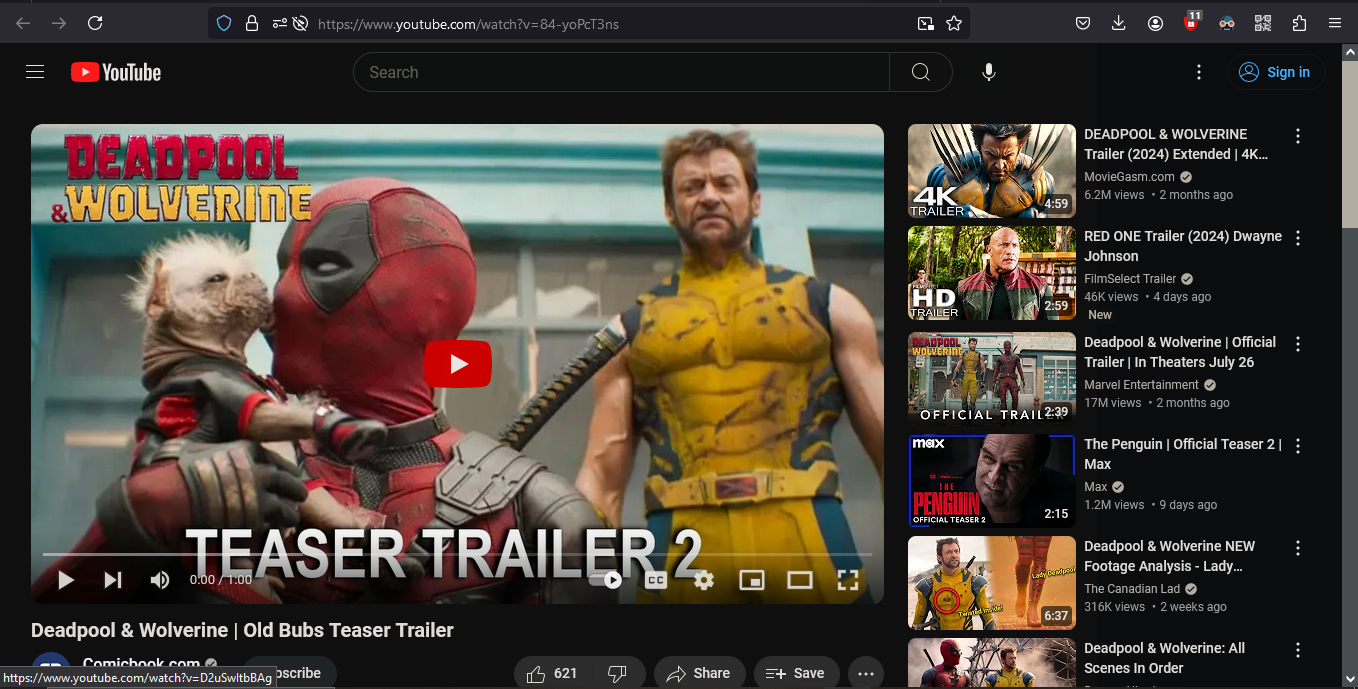 https://www.youtube.com/watch?v=84-yoPcT3ns
11
YouTube
Search
Sign in
DEADPOOL
& WOLVERINE
TEASER TRAILER 2
0:00 / 1:00
CC
Deadpool & Wolverine | Old Bubs Teaser Trailer
Comicbook.com
621
Share
Save
https://www.youtube.com/watch?v=D2uSwltbBAg
4K
TRAILER
4:59
DEADPOOL & WOLVERINE
Trailer (2024) Extended | 4K...
MovieGasm.com
6.2M views • 2 months ago
HD
TRAILER
2:59
RED ONE Trailer (2024) Dwayne
Johnson
FilmSelect Trailer
46K views • 4 days ago
New
DEADPOOL
WOLVERINE
OFFICIAL TRAILER
2:39
Deadpool & Wolverine | Official
Trailer | In Theaters July 26
Marvel Entertainment
17M views • 2 months ago
max
THE
PENGUIN
OFFICIAL TEASER 2
2:15
The Penguin | Official Teaser 2 |
Max
Max
1.2M views • 9 days ago
Lady Deadpool?
Twisted Inside!
6:37
Deadpool & Wolverine NEW
Footage Analysis - Lady...
The Canadian Lad
316K views • 2 weeks ago
Deadpool & Wolverine: All
Scenes In Order